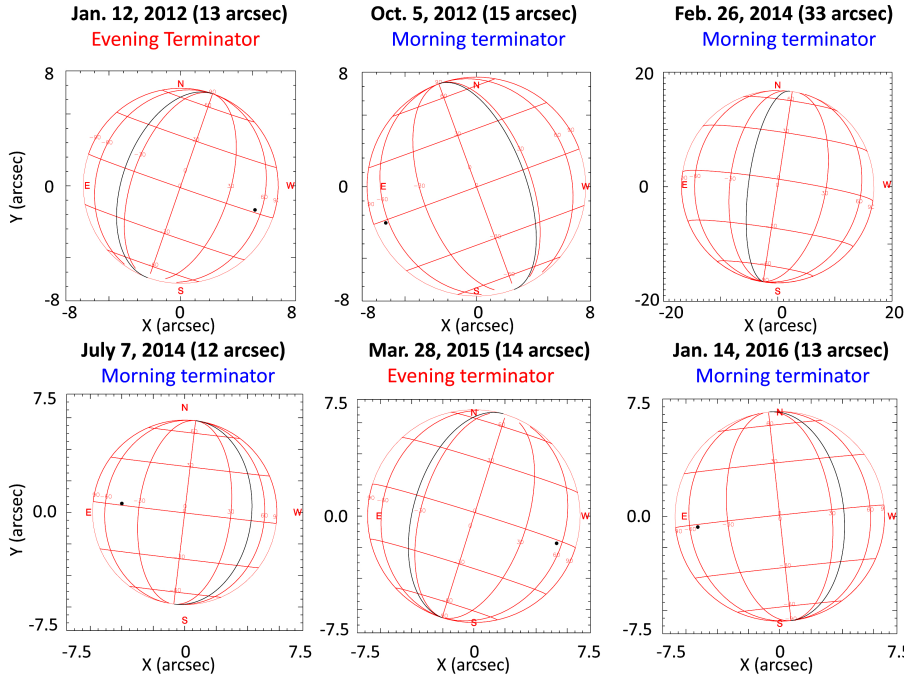 Jan. 12, 2012 (13 arcsec) Oct. 5, 2012 (15 arcsec) Feb. 26, 2014 (33 arcsec)
Evening Terminator Morning terminator Morning terminator
8 8 20
N N N
Y (arcsec) 0 E W 0 E W 0 E W
S S S
-8 -8 -20
-8 0 8 -8 0 8 -20 0 20
X (arcsec) X (arcsec) X (arcsec)
July 7, 2014 (12 arcsec) Mar. 28, 2015 (14 arcsec) Jan. 14, 2016 (13 arcsec)
Morning terminator Evening terminator Morning terminator
7.5 7.5 7.5
N N N
Y (arcsec) 0.0 E W 0.0 E W 0.0 E W
S S S
-7.5 -7.5 -7.5
-7.5 0 7.5 -7.5 0 7.5 -7.5 0 7.5
X (arcsec) X (arcsec) X (arcsec)